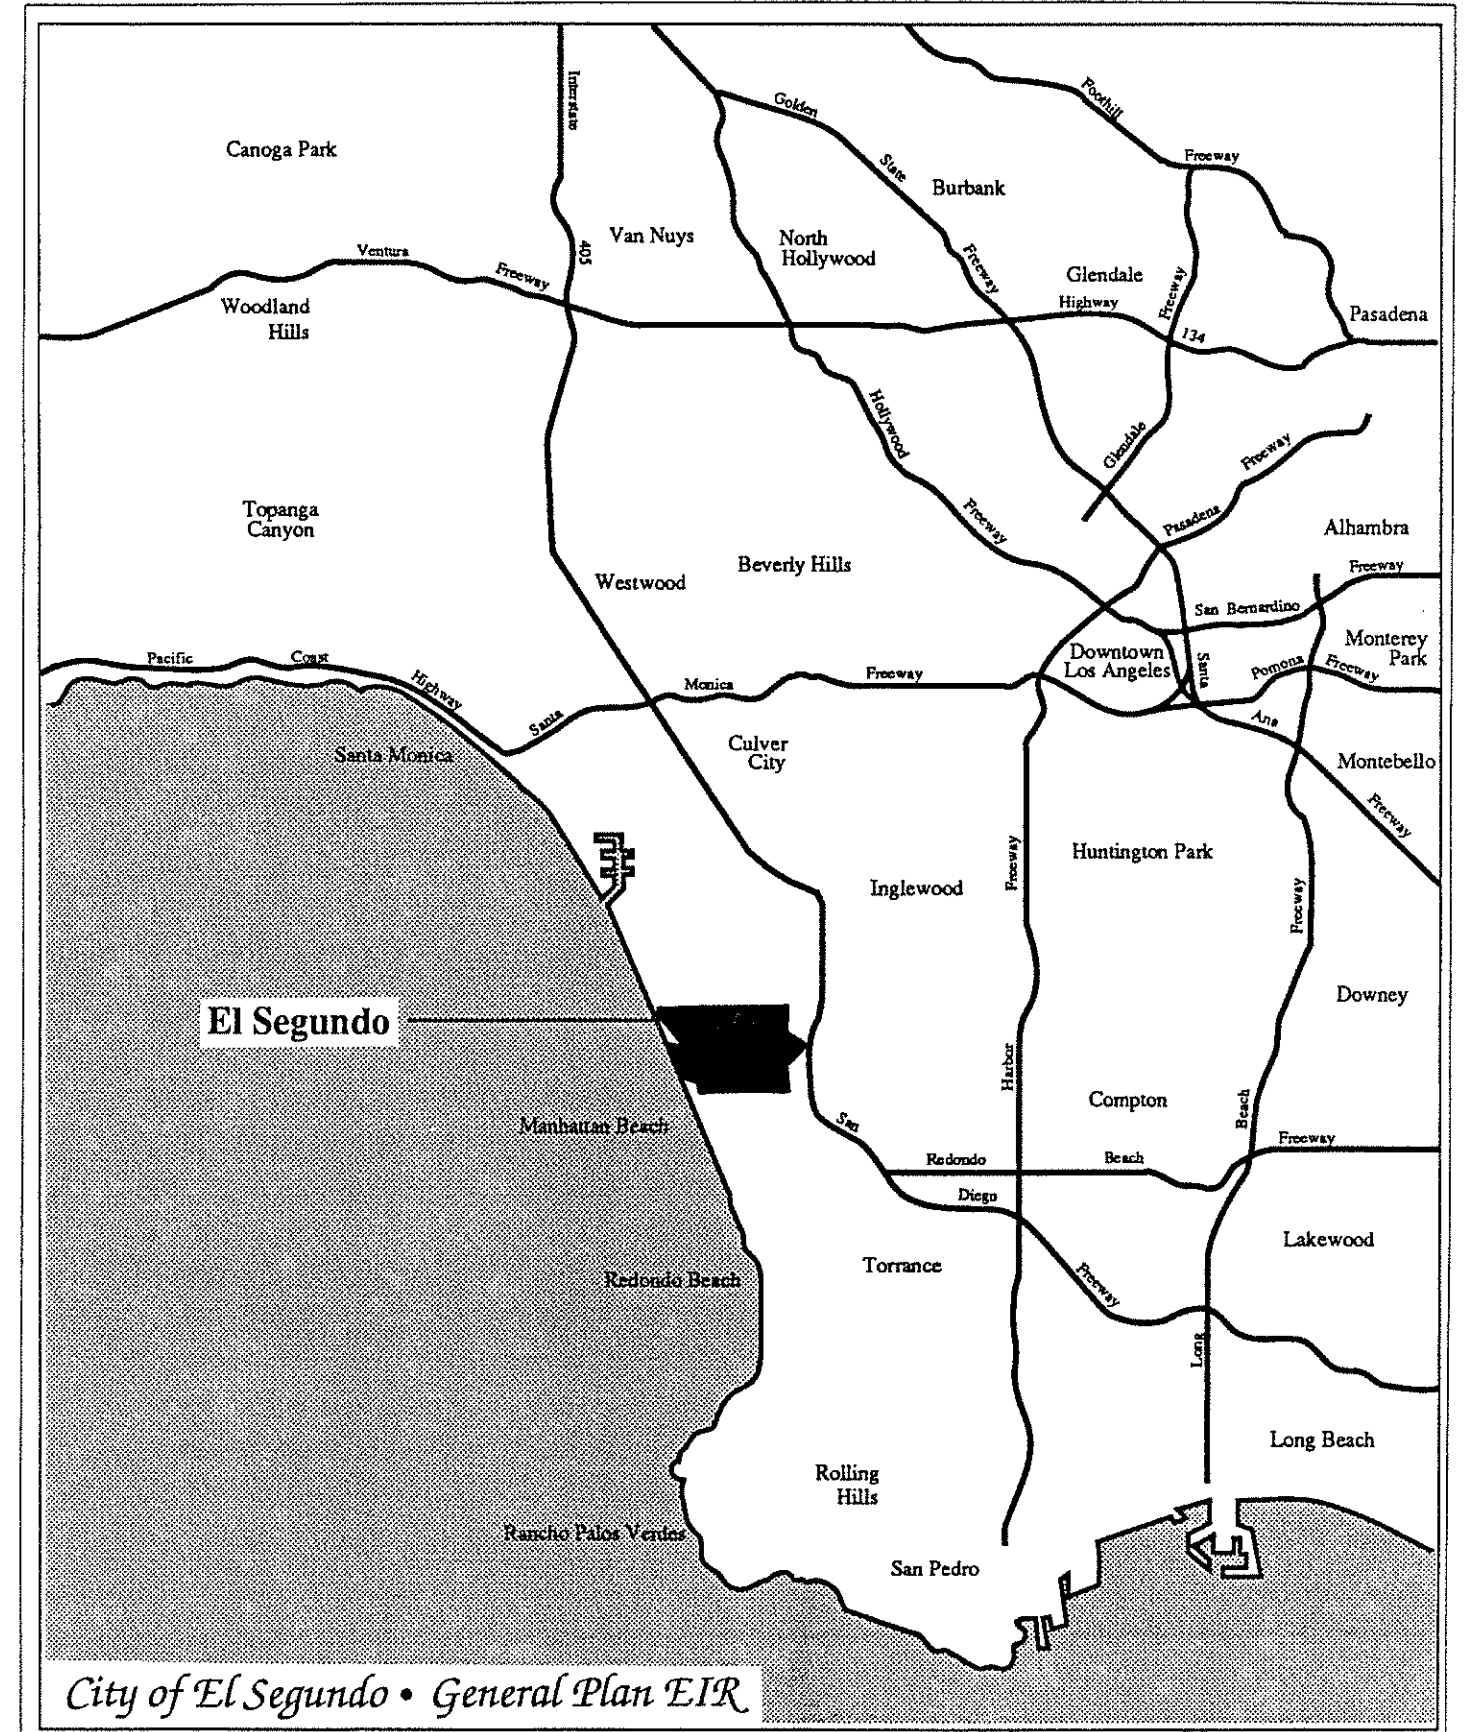 Interstate
405
Canoga Park
Golden
State
Freeway
Foothill
Freeway
Burbank
Van Nuys
North
Hollywood
Ventura
Freeway
Woodland
Hills
Glendale
Highway
134
Freeway
Glendale
Pasadena
Hollywood
Freeway
Pasadena
Freeway
Topanga
Canyon
Alhambra
Beverly Hills
Westwood
San Bernardino
Freeway
Monterey
Park
Downtown
Los Angeles
Pomona
Freeway
Santa
Ana
Freeway
Pacific
Coast
Highway
Santa
Monica
Freeway
Santa Monica
Culver
City
Montebello
Huntington Park
Inglewood
Freeway
Harbor
Freeway
Beach
Long
Downey
El Segundo
Compton
Manhattan Beach
San
Diego
Freeway
Redondo
Beach
Freeway
Lakewood
Torrance
Redondo Beach
Long Beach
Rolling
Hills
Rancho Palos Verdes
San Pedro
City of El Segundo • General Plan EIR